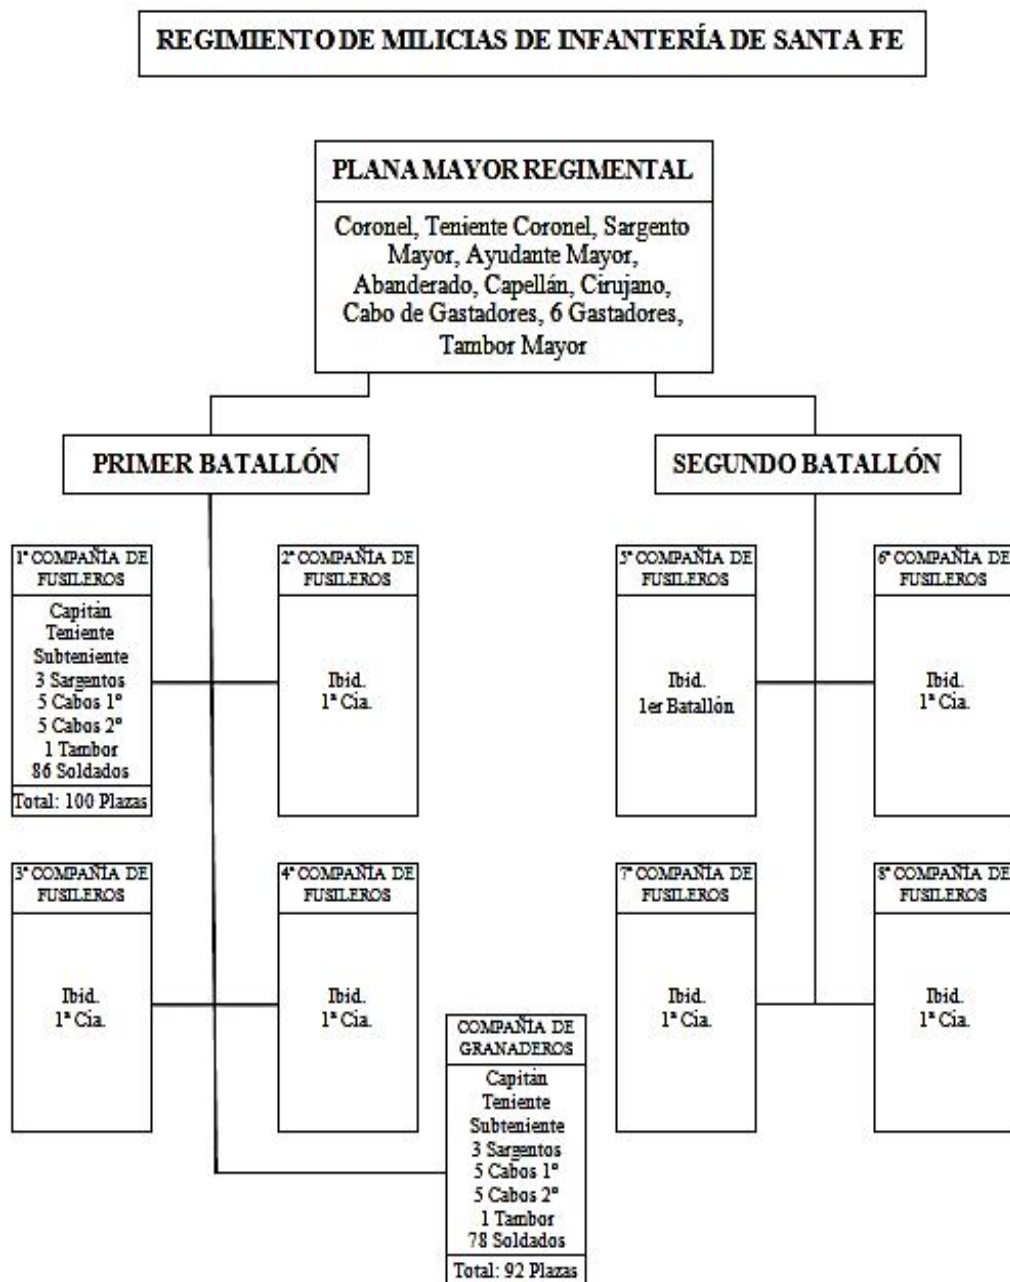 REGIMIENTO DE MILICIAS DE INFANTERÍA DE SANTA FE
PLANA MAYOR REGIMENTAL
Coronel, Teniente Coronel, Sargento
Mayor, Ayudante Mayor,
Abanderado, Capellán, Cirujano,
Cabo de Gastadores, 6 Gastadores,
Tambor Mayor
PRIMER BATALLÓN
SEGUNDO BATALLÓN
1ª COMPAÑÍA DE
FUSILEROS
Capitán
Teniente
Subteniente
3 Sargentos
5 Cabos 1º
5 Cabos 2º
1 Tambor
86 Soldados
Total: 100 Plazas
2ª COMPAÑÍA DE
FUSILEROS
Ibid.
1ª Cia.
5ª COMPAÑÍA DE
FUSILEROS
Ibid.
1er Batallón
6ª COMPAÑÍA DE
FUSILEROS
Ibid.
1ª Cia.
3ª COMPAÑÍA DE
FUSILEROS
Ibid.
1ª Cia.
4ª COMPAÑÍA DE
FUSILEROS
Ibid.
1ª Cia.
7ª COMPAÑÍA DE
FUSILEROS
Ibid.
1ª Cia.
8ª COMPAÑÍA DE
FUSILEROS
Ibid.
1ª Cia.
COMPAÑÍA DE
GRANADEROS
Capitán
Teniente
Subteniente
3 Sargentos
5 Cabos 1º
5 Cabos 2º
1 Tambor
78 Soldados
Total: 92 Plazas